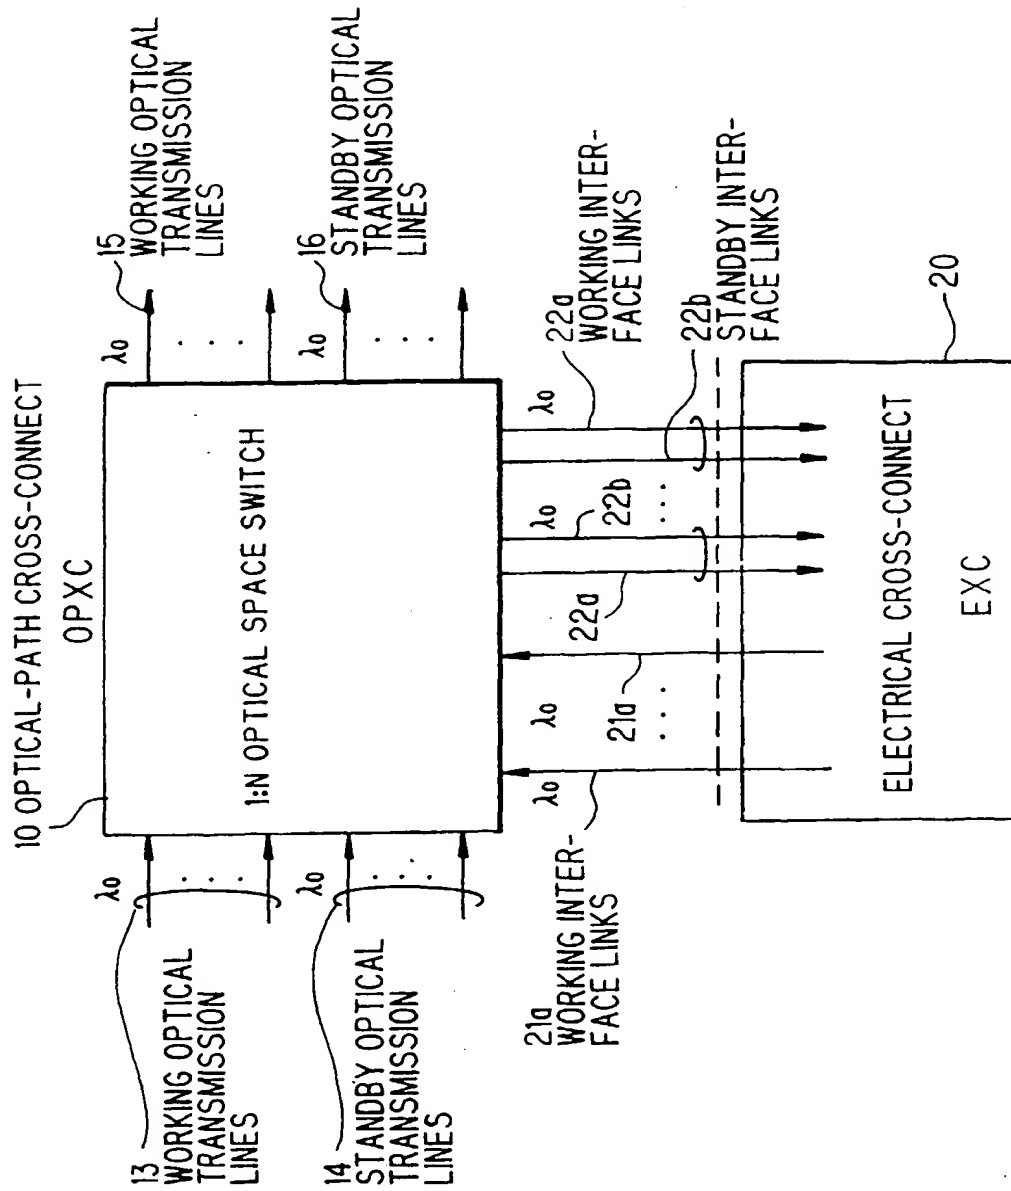 10 OPTICAL-PATH CROSS-CONNECT
OPXC
1:N OPTICAL SPACE SWITCH
13
WORKING OPTICAL
TRANSMISSION
LINES
λ0
. . .
14
STANDBY OPTICAL
TRANSMISSION
LINES
λ0
. . .
15
WORKING OPTICAL
TRANSMISSION
LINES
λ0
. . .
16
STANDBY OPTICAL
TRANSMISSION
LINES
λ0
. . .
21a
WORKING INTER-
FACE LINKS
λ0
λ0
. . .
21a
22a
λ0
22b
. . .
λ0
22a
WORKING INTER-
FACE LINKS
22b
STANDBY INTER-
FACE LINKS
20
ELECTRICAL CROSS-CONNECT
EXC